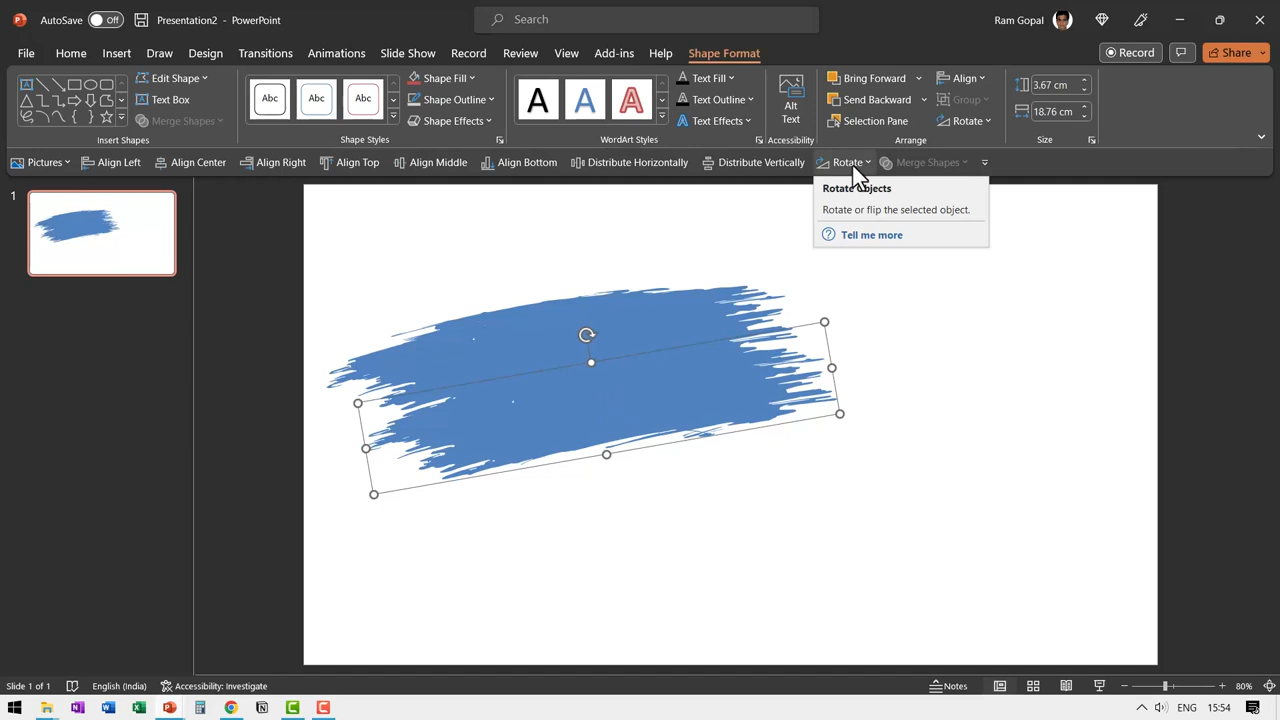 AutoSave Off Presentation2 - PowerPoint Search Ram Gopal
File Home Insert Draw Design Transitions Animations Slide Show Record Review View Add-ins Help Shape Format Record Share
Edit Shape Abc Abc Abc Shape Fill A A A Text Fill Bring Forward Align 3.67 cm
Text Box Shape Outline Text Outline Alt Text Send Backward Group 18.76 cm
Merge Shapes Shape Effects Text Effects Selection Pane Rotate
Insert Shapes Shape Styles WordArt Styles Accessibility Arrange Size
Pictures Align Left Align Center Align Right Align Top Align Middle Align Bottom Distribute Horizontally Distribute Vertically Rotate Merge Shapes
1
Rotate Objects
Rotate or flip the selected object.
Tell me more
Slide 1 of 1 English (India) Accessibility: Investigate Notes 80%
ENG 15:54